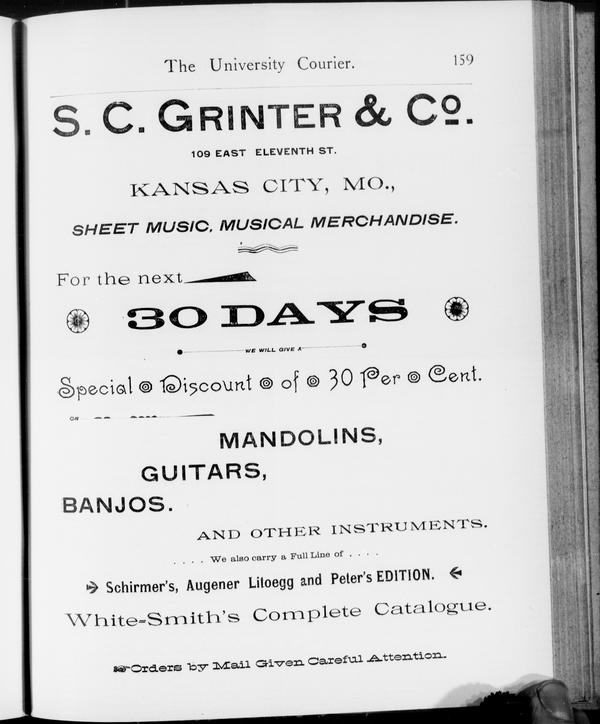 The University Courier. 159
S. C. GRINTER & Co.
109 EAST ELEVENTH ST.
KANSAS CITY, MO.,
SHEET MUSIC, MUSICAL MERCHANDISE.
For the next
30 DAYS
WE WILL GIVE A
Special Discount of 30 Per Cent.
ON
MANDOLINS,
GUITARS,
BANJOS.
AND OTHER INSTRUMENTS.
. . . . We also carry a Full Line of . . . .
Schirmer's, Augener Litoegg and Peter's EDITION.
White-Smith's Complete Catalogue.
Orders by Mail Given Careful Attention.